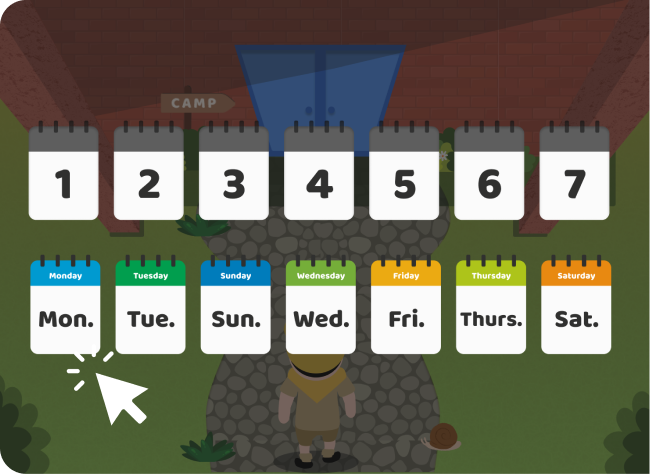 CAMP
1 2 3 4 5 6 7
Monday Tuesday Sunday Wednesday Friday Thursday Saturday
Mon. Tue. Sun. Wed. Fri. Thurs. Sat.